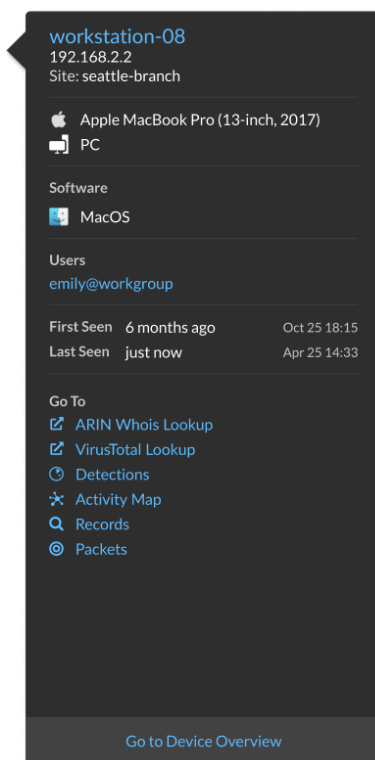 workstation-08
192.168.2.2
Site: seattle-branch
Apple MacBook Pro (13-inch, 2017)
PC
Software
MacOS
Users
emily@workgroup
First Seen 6 months ago Oct 25 18:15
Last Seen just now Apr 25 14:33
Go To
ARIN Whois Lookup
VirusTotal Lookup
Detections
Activity Map
Records
Packets
Go to Device Overview